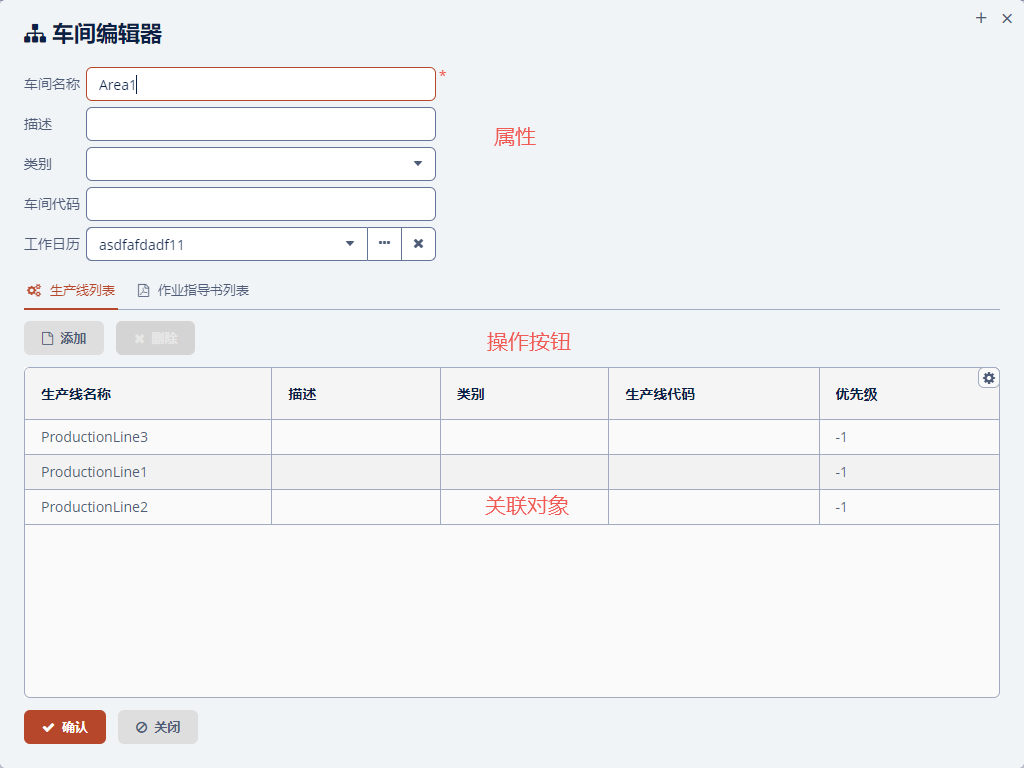 车间编辑器
车间名称 Area1 *
描述
属性
类别
车间代码
工作日历 asdfafdadf11
生产线列表 作业指导书列表
添加 删除 操作按钮
生产线名称 描述 类别 生产线代码 优先级
ProductionLine3 -1
ProductionLine1 -1
ProductionLine2 关联对象 -1
确认 关闭